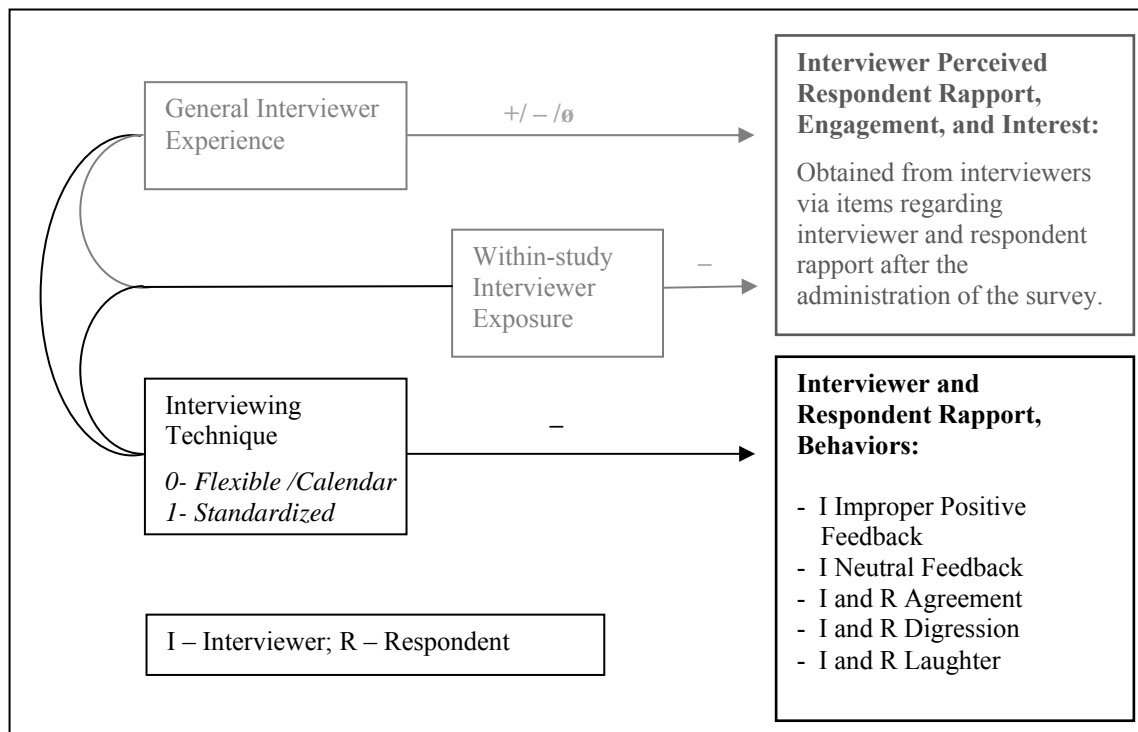 General Interviewer
Experience
+/ – /ø
Interviewer Perceived
Respondent Rapport,
Engagement, and Interest:
Obtained from interviewers
via items regarding
interviewer and respondent
rapport after the
administration of the survey.
Within-study
Interviewer
Exposure
–
Interviewing
Technique
0- Flexible /Calendar
1- Standardized
–
Interviewer and
Respondent Rapport,
Behaviors:
- I Improper Positive
Feedback
- I Neutral Feedback
- I and R Agreement
- I and R Digression
- I and R Laughter
I – Interviewer; R – Respondent